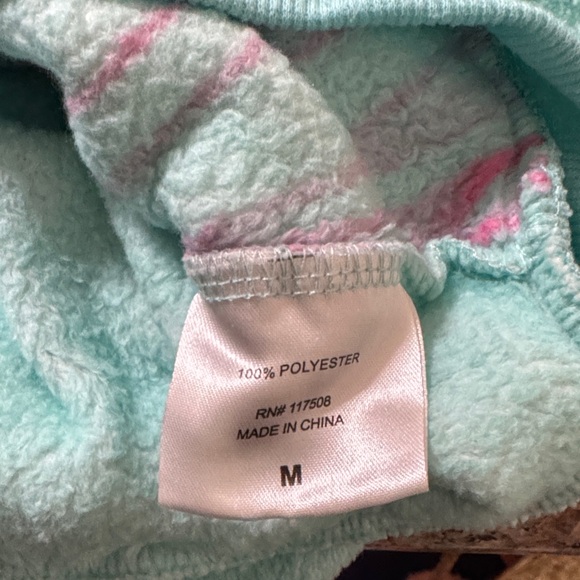 100% POLYESTER
RN# 117508
MADE IN CHINA
M